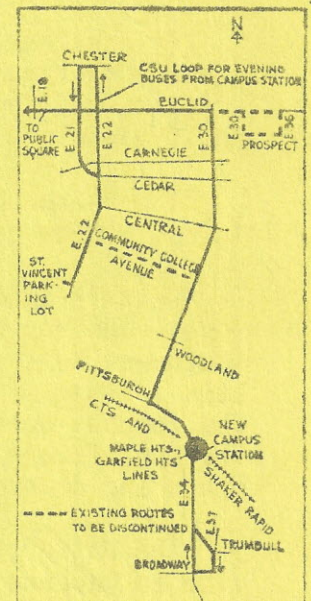 N
CHESTER
CSU LOOP FOR EVENING
BUSES FROM CAMPUS STATION
E.18
EUCLID
TO
PUBLIC
SQUARE
E. 21
E. 22
E.30
E.30
E.36
PROSPECT
CARNEGIE
CEDAR
CENTRAL
COMMUNITY COLLEGE
AVENUE
E. 22
ST.
VINCENT
PARK-
ING
LOT
WOODLAND
PITTSBURGH
CTS AND
NEW
CAMPUS
STATION
MAPLE HTS.,
GARFIELD HTS
LINES
SHAKER RAPID
E.34
E.37
EXISTING ROUTES
TO BE DISCONTINUED
TRUMBULL
BROADWAY